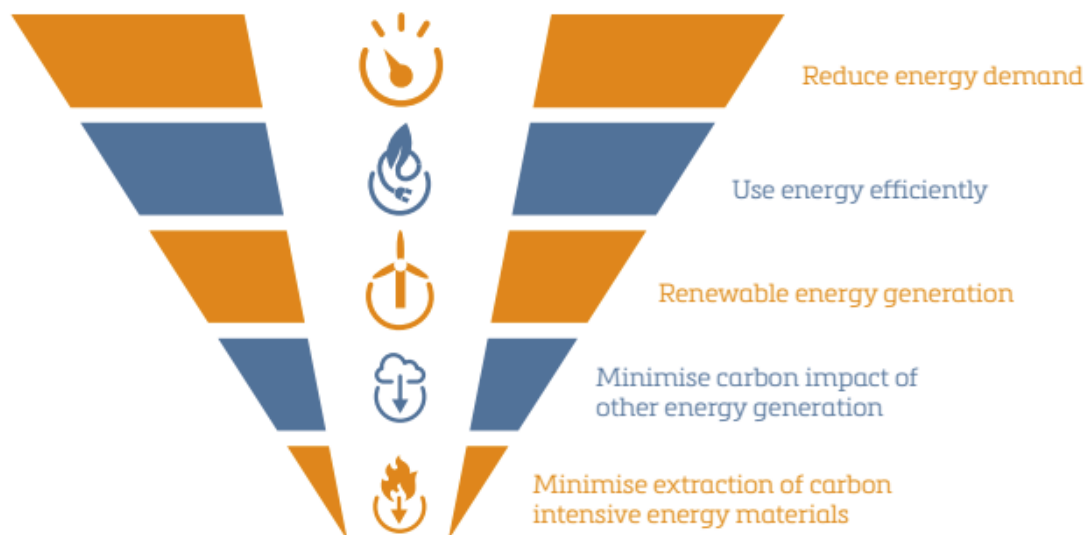 Reduce energy demand
Use energy efficiently
Renewable energy generation
Minimise carbon impact of
other energy generation
Minimise extraction of carbon
intensive energy materials